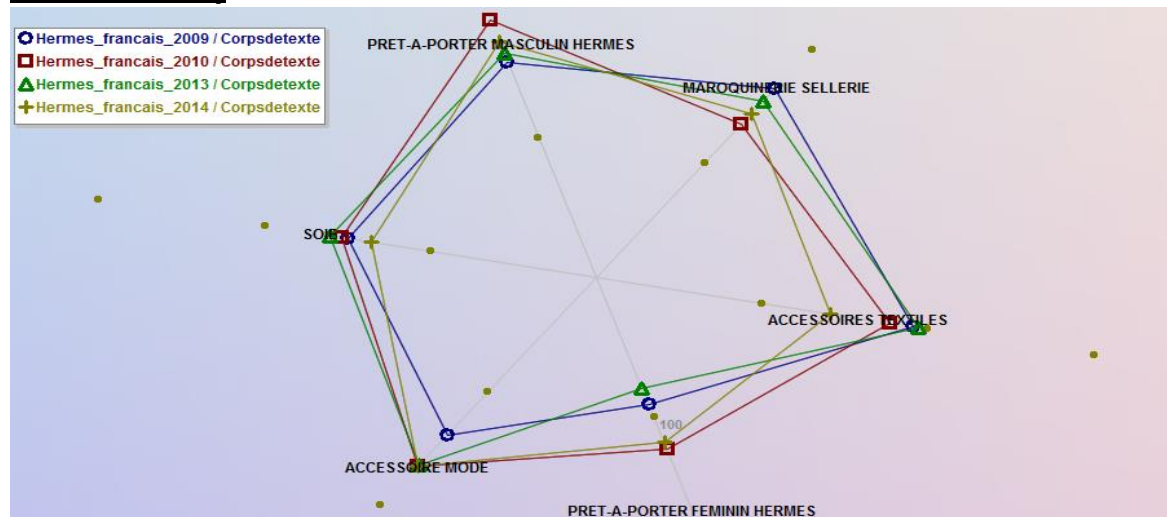 Hermes_francais_2009 / Corpsdetexte
Hermes_francais_2010 / Corpsdetexte
Hermes_francais_2013 / Corpsdetexte
Hermes_francais_2014 / Corpsdetexte
PRET-A-PORTER MASCULIN HERMES
MAROQUINERIE SELLERIE
SOIE
ACCESSOIRES TEXTILES
100
ACCESSOIRE MODE
PRET-A-PORTER FEMININ HERMES